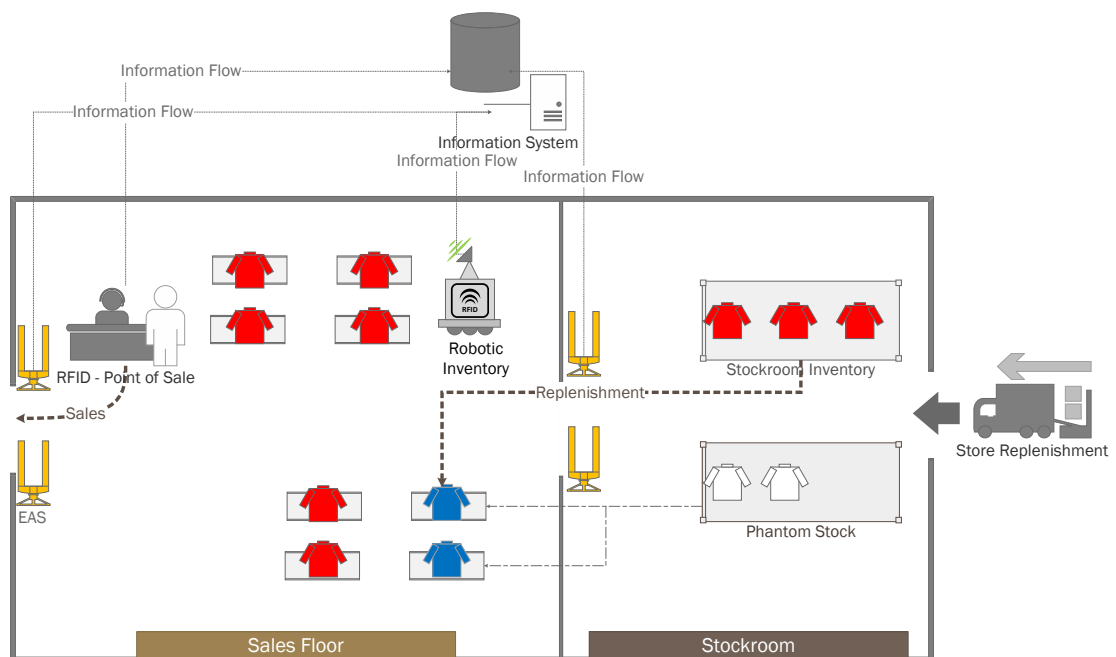 Information Flow
Information Flow
Information System
Information Flow
Information Flow
RFID
Robotic
Inventory
RFID - Point of Sale
Stockroom Inventory
Replenishment
Sales
Store Replenishment
EAS
Phantom Stock
Sales Floor
Stockroom